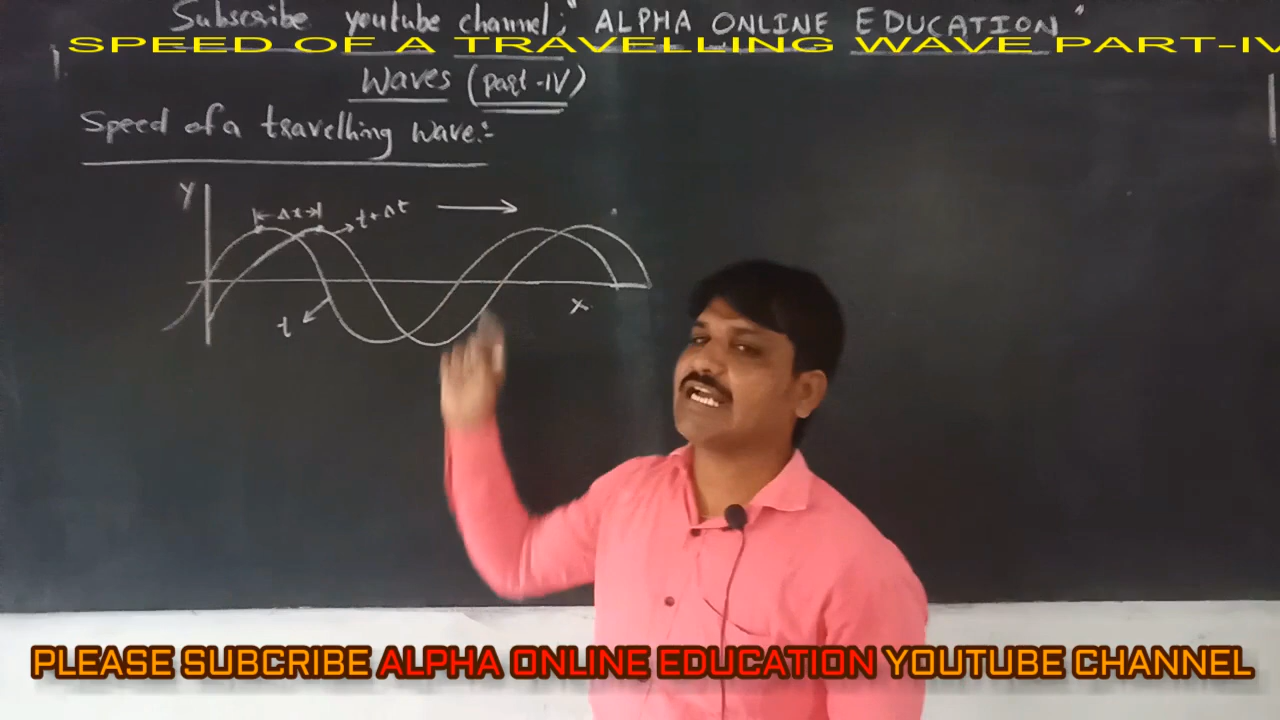 Subscribe youtube channel; "ALPHA ONLINE EDUCATION"
SPEED OF A TRAVELLING WAVE PART-IV
Waves (part-IV)
Speed of a travelling wave:-
Y
Δx
t+Δt
t
x
PLEASE SUBCRIBE ALPHA ONLINE EDUCATION YOUTUBE CHANNEL